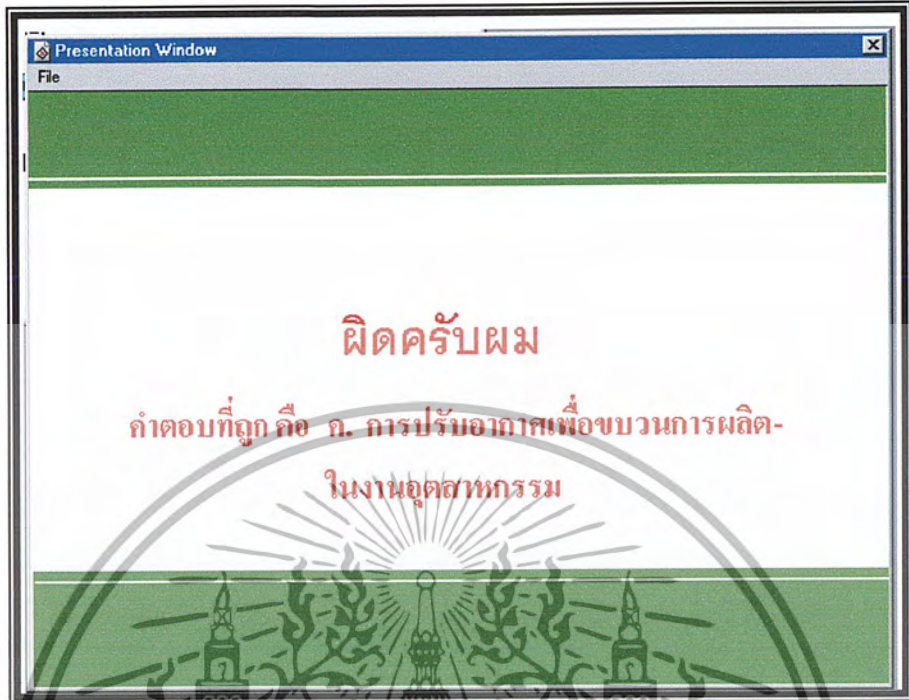 Presentation Window
File
ผิดครับผม
คำตอบที่ถูก คือ ค. การปรับอากาศเพื่อขบวนการผลิต-
ในงานอุตสาหกรรม